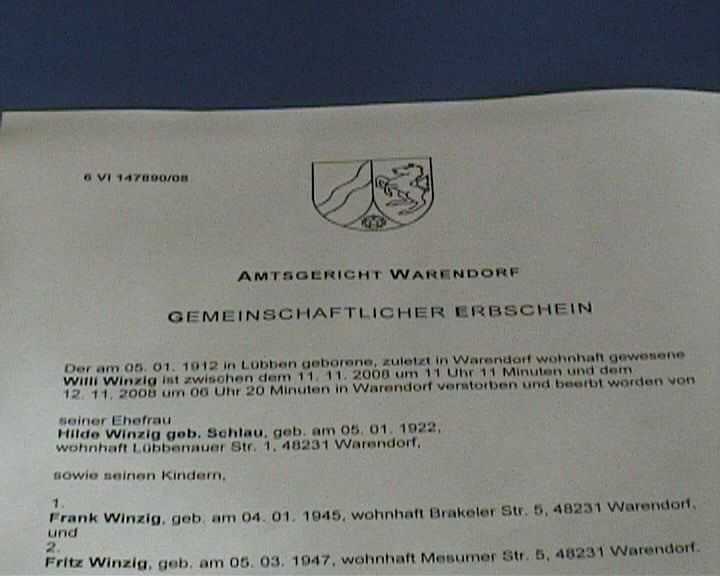 6 VI 147890/08
AMTSGERICHT WARENDORF
GEMEINSCHAFTLICHER ERBSCHEIN
Der am 05. 01. 1912 in Lübben geborene, zuletzt in Warendorf wohnhaft gewesene
Willi Winzig ist zwischen dem 11. 11. 2008 um 11 Uhr 11 Minuten und dem
12. 11. 2008 um 06 Uhr 20 Minuten in Warendorf verstorben und beerbt worden von
seiner Ehefrau
Hilde Winzig geb. Schlau, geb. am 05. 01. 1922,
wohnhaft Lübbenauer Str. 1, 48231 Warendorf,
sowie seinen Kindern,
1.
Frank Winzig, geb. am 04. 01. 1945, wohnhaft Brakeler Str. 5, 48231 Warendorf,
und
2.
Fritz Winzig, geb. am 05. 03. 1947, wohnhaft Mesumer Str. 5, 48231 Warendorf.